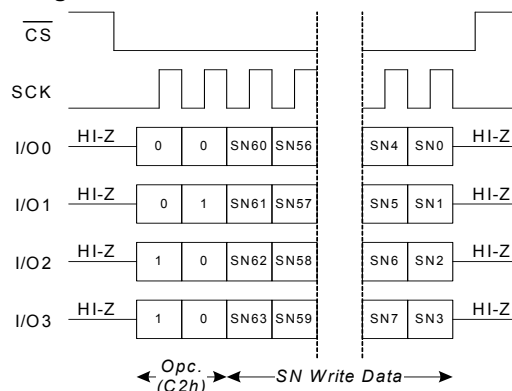 CS
SCK
I/O0 HI-Z 0 0 SN60 SN56 SN4 SN0 HI-Z
I/O1 HI-Z 0 1 SN61 SN57 SN5 SN1 HI-Z
I/O2 HI-Z 1 0 SN62 SN58 SN6 SN2 HI-Z
I/O3 HI-Z 1 0 SN63 SN59 SN7 SN3 HI-Z
Opc. SN Write Data
(C2h)